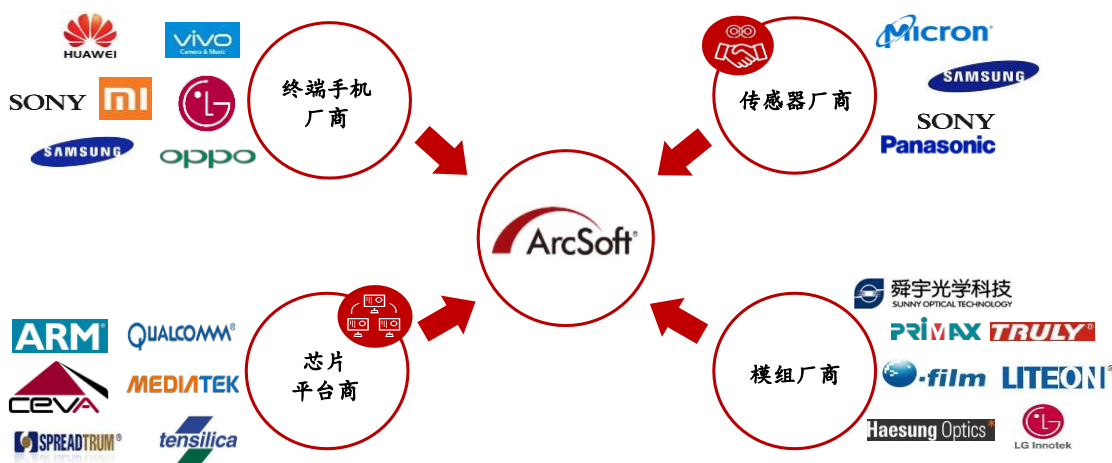 HUAWEI
vivo
Camera & Music
SONY
mi
LG
SAMSUNG
oppo
终端手机
厂商
传感器厂商
Micron®
SAMSUNG
SONY
Panasonic
ArcSoft®
ARM®
QUALCOMM®
CEVA
MEDIATEK
SPREADTRUM®
tensilica
芯片
平台商
模组厂商
舜宇光学科技
SUNNY OPTICAL TECHNOLOGY
PRIMAX
TRULY®
O-film
LITEON®
Haesung Optics*
LG Innotek